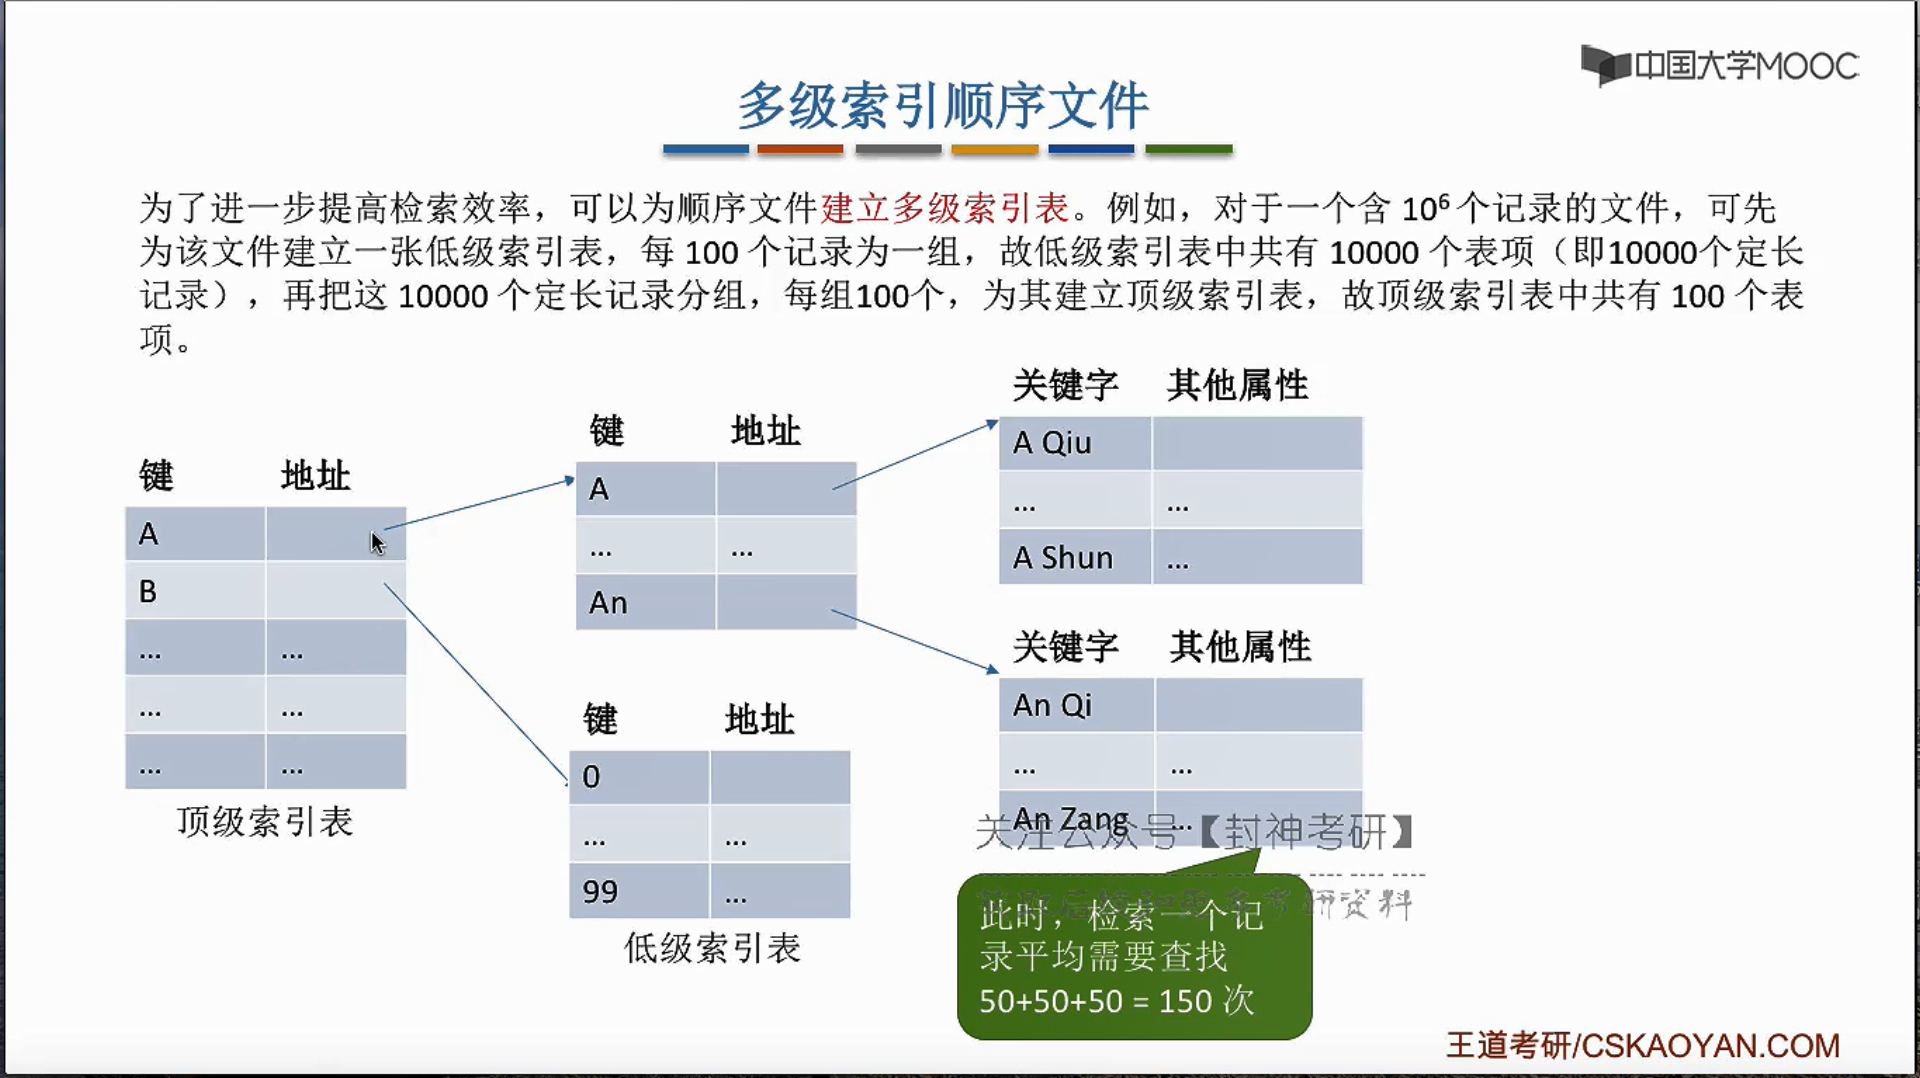 中国大学MOOC
多级索引顺序文件
为了进一步提高检索效率，可以为顺序文件建立多级索引表。例如，对于一个含 10⁶ 个记录的文件，可先
为该文件建立一张低级索引表，每 100 个记录为一组，故低级索引表中共有 10000 个表项（即10000个定长
记录），再把这 10000 个定长记录分组，每组100个，为其建立顶级索引表，故顶级索引表中共有 100 个表
项。
键 地址
A
B
... ...
... ...
... ...
顶级索引表
键 地址
A
... ...
An
键 地址
0
... ...
99 ...
低级索引表
关键字 其他属性
A Qiu
... ...
A Shun ...
关键字 其他属性
An Qi
... ...
An Zang ...
关注公众号【封神考研】
考研资料
此时，检索一个记
录平均需要查找
50+50+50 = 150 次
王道考研/CSKAOYAN.COM